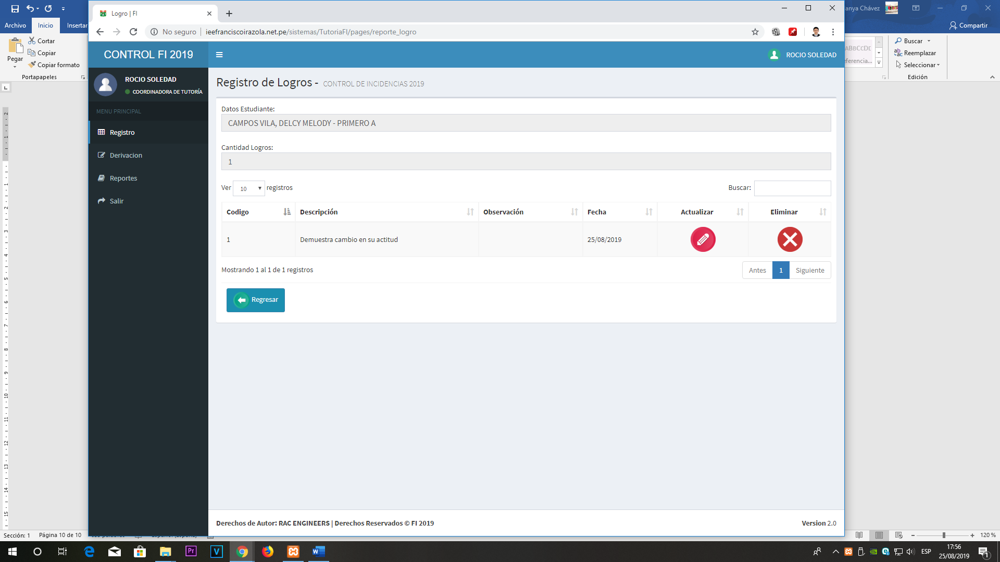 Logro | FI
anya Chávez
Archivo
Inicio
Insertar
Compartir
No seguro
ieefranciscoirazola.net.pe/sistemas/TutoriaFI/pages/reporte_logro
Pegar
Cortar
Copiar
Copiar formato
Portapapeles
Buscar
Reemplazar
Seleccionar
Edición
ABBCCDE
ferencia...
CONTROL FI 2019
ROCIO SOLEDAD
ROCIO SOLEDAD
COORDINADORA DE TUTORÍA
MENU PRINCIPAL
Registro
Derivacion
Reportes
Salir
Registro de Logros - CONTROL DE INCIDENCIAS 2019
Datos Estudiante:
CAMPOS VILA, DELCY MELODY - PRIMERO A
Cantidad Logros:
1
Ver 10 registros
Buscar:
Codigo Descripción Observación Fecha Actualizar Eliminar
1 Demuestra cambio en su actitud 25/08/2019
Mostrando 1 al 1 de 1 registros
Antes 1 Siguiente
Regresar
Derechos de Autor: RAC ENGINEERS | Derechos Reservados © FI 2019
Version 2.0
Sección: 1 Página 10 de 10
120 %
Pr
V
ESP
17:56
25/08/2019
1